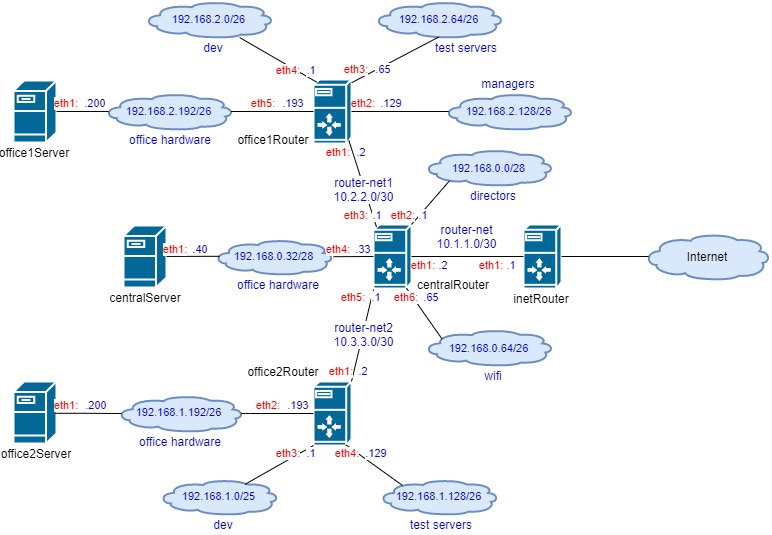 192.168.2.0/26
dev
192.168.2.64/26
test servers
eth4: .1
eth3: .65
managers
eth1: .200
192.168.2.192/26
eth5: .193
eth2: .129
192.168.2.128/26
office hardware
office1Router
office1Server
eth1: .2
router-net1
10.2.2.0/30
192.168.0.0/28
directors
eth3: .1
eth2: .1
router-net
10.1.1.0/30
eth1: .40
192.168.0.32/28
eth4: .33
eth1: .2
eth1: .1
Internet
office hardware
centralServer
centralRouter
inetRouter
eth5: .1
eth6: .65
router-net2
10.3.3.0/30
192.168.0.64/26
wifi
office2Router
eth1: .2
eth1: .200
192.168.1.192/26
eth2: .193
office hardware
office2Server
eth3: .1
eth4: .129
192.168.1.0/25
dev
192.168.1.128/26
test servers